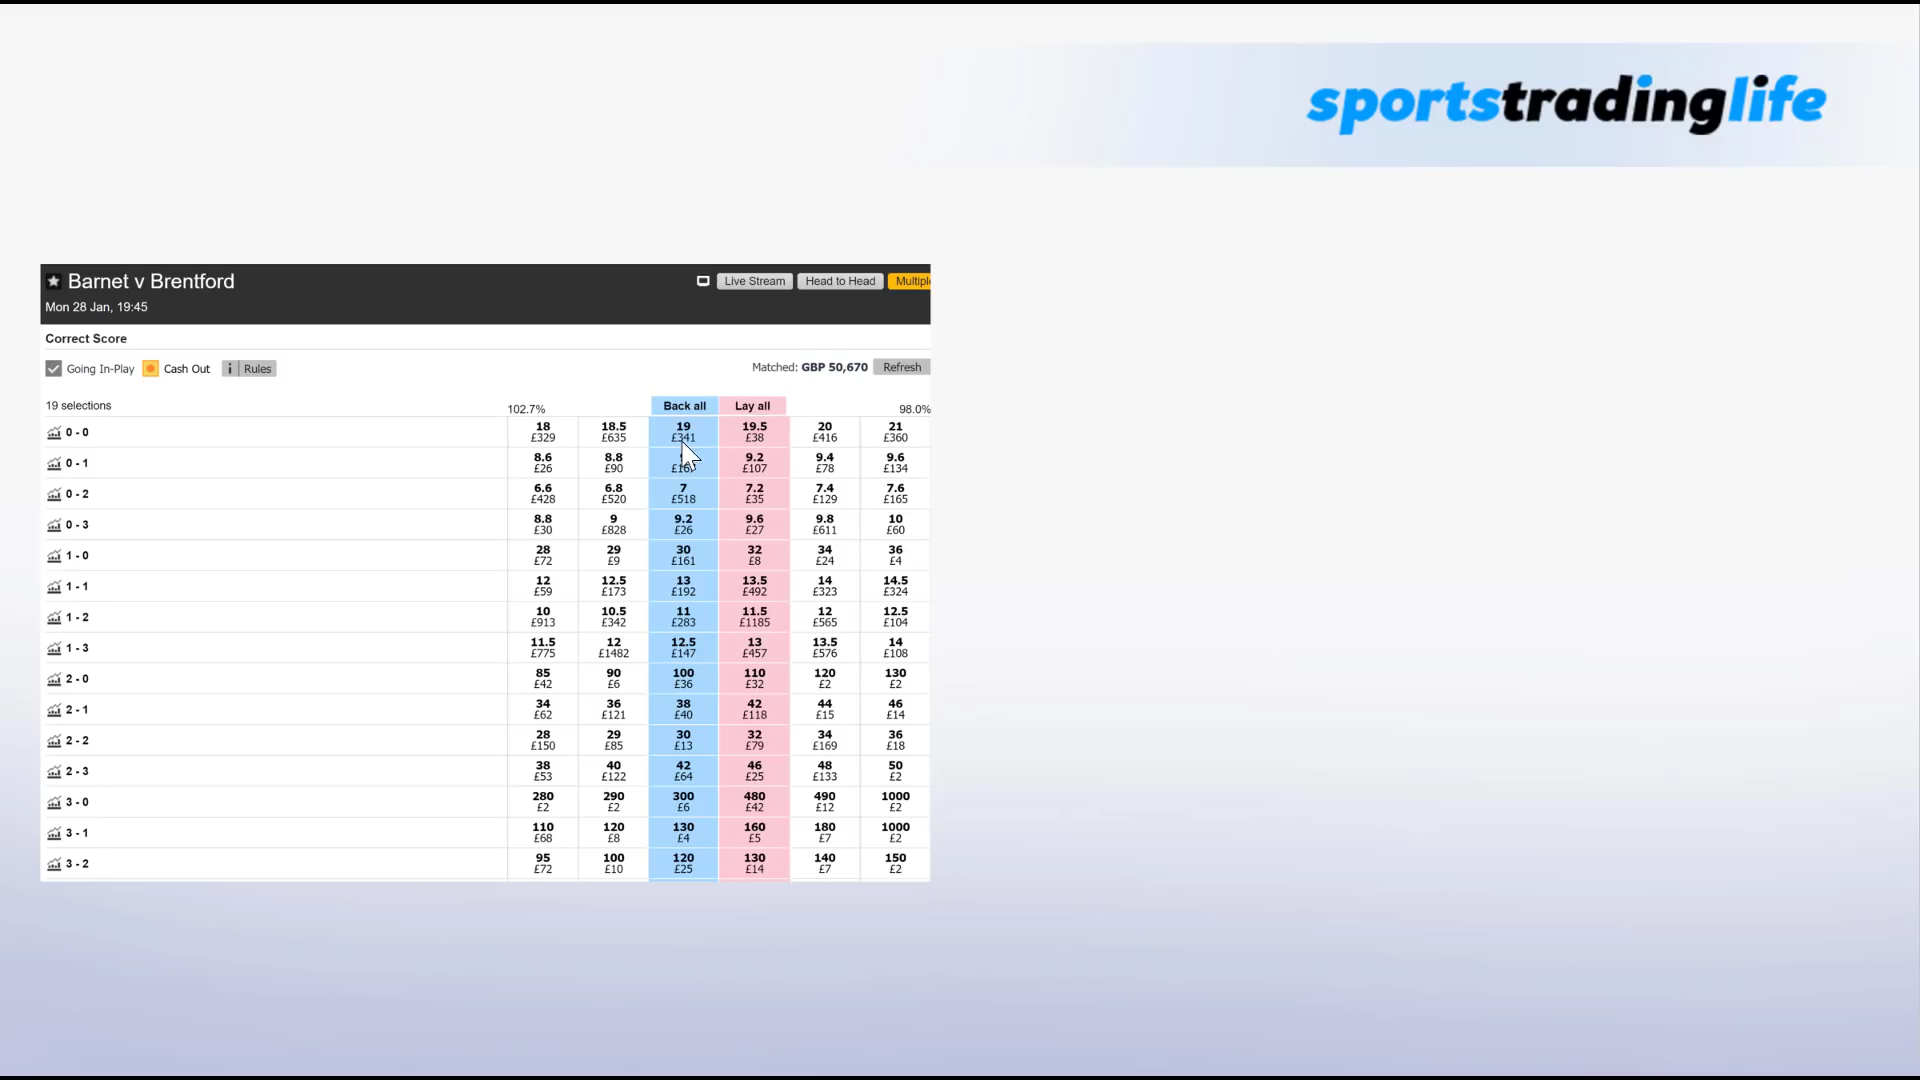 sportstradinglife
Barnet v Brentford
Live Stream
Head to Head
Mon 28 Jan, 19:45
Correct Score
Going In-Play Cash Out i Rules
Matched: GBP 50,670 Refresh
19 selections 102.7% Back all Lay all 98.0%
0 - 0 18 18.5 19 19.5 20 21
£329 £635 £341 £38 £416 £360
0 - 1 8.6 8.8 9.2 9.4 9.6
£26 £90 £107 £78 £134
0 - 2 6.6 6.8 7 7.2 7.4 7.6
£428 £520 £518 £35 £129 £165
0 - 3 8.8 9 9.2 9.6 9.8 10
£30 £828 £26 £27 £611 £60
1 - 0 28 29 30 32 34 36
£72 £9 £161 £8 £24 £4
1 - 1 12 12.5 13 13.5 14 14.5
£59 £173 £192 £492 £323 £324
1 - 2 10 10.5 11 11.5 12 12.5
£913 £342 £283 £1185 £565 £104
1 - 3 11.5 12 12.5 13 13.5 14
£775 £1482 £147 £457 £576 £108
2 - 0 85 90 100 110 120 130
£42 £6 £36 £32 £2 £2
2 - 1 34 36 38 42 44 46
£62 £121 £40 £118 £15 £14
2 - 2 28 29 30 32 34 36
£150 £85 £13 £79 £169 £18
2 - 3 38 40 42 46 48 50
£53 £122 £64 £25 £133 £2
3 - 0 280 290 300 480 490 1000
£2 £2 £6 £42 £12 £2
3 - 1 110 120 130 160 180 1000
£68 £8 £4 £5 £7 £2
3 - 2 95 100 120 130 140 150
£72 £10 £25 £14 £7 £2